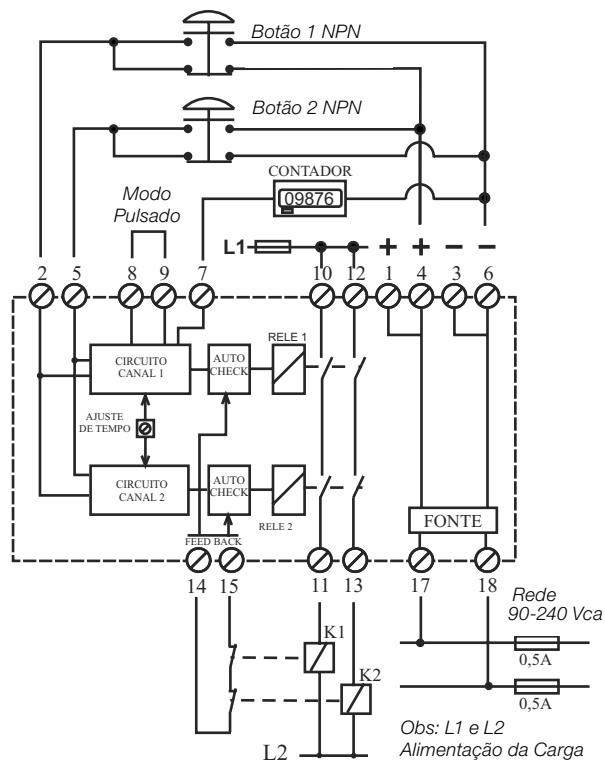 Botão 1 NPN
Botão 2 NPN
CONTADOR
09876
Modo
Pulsado
L1 + + − −
2 5 8 9 7 10 12 1 4 3 6
RELE 1
CIRCUITO
CANAL 1
AUTO
CHECK
AJUSTE
DE TEMPO
CIRCUITO
CANAL 2
AUTO
CHECK
RELE 2
FONTE
FEED BACK
14 15 11 13 17 18
Rede
90-240 Vca
K1
0,5A
K2
0,5A
Obs: L1 e L2
Alimentação da Carga
L2